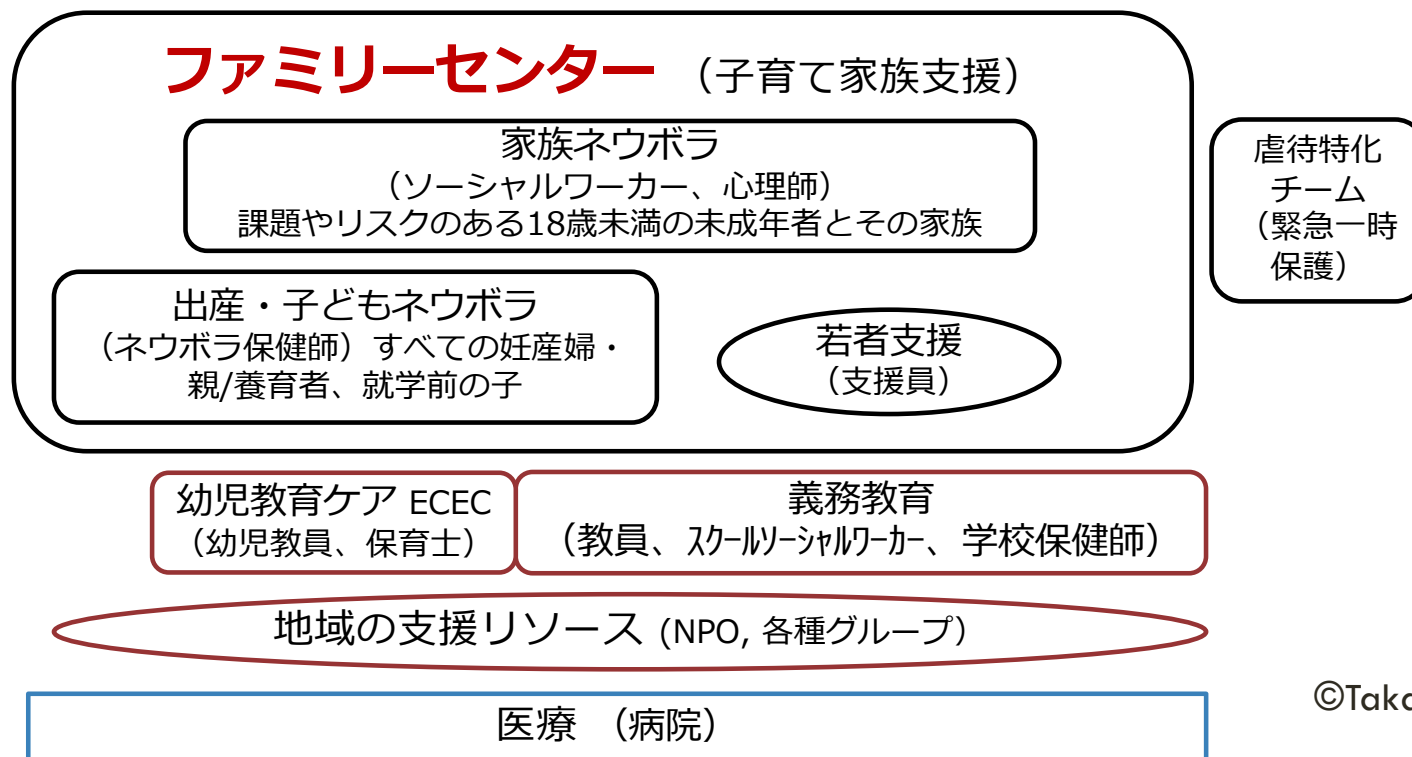 ファミリーセンター （子育て家族支援）
家族ネウボラ
（ソーシャルワーカー、心理師）
課題やリスクのある18歳未満の未成年者とその家族
虐待特化
チーム
（緊急一時
保護）
出産・子どもネウボラ
（ネウボラ保健師）すべての妊産婦・
親/養育者、就学前の子
若者支援
（支援員）
幼児教育ケア ECEC
（幼児教員、保育士）
義務教育
（教員、ｽｸｰﾙｿｰｼｬﾙﾜｰｶｰ、学校保健師）
地域の支援リソース (NPO, 各種グループ）
医療 （病院）